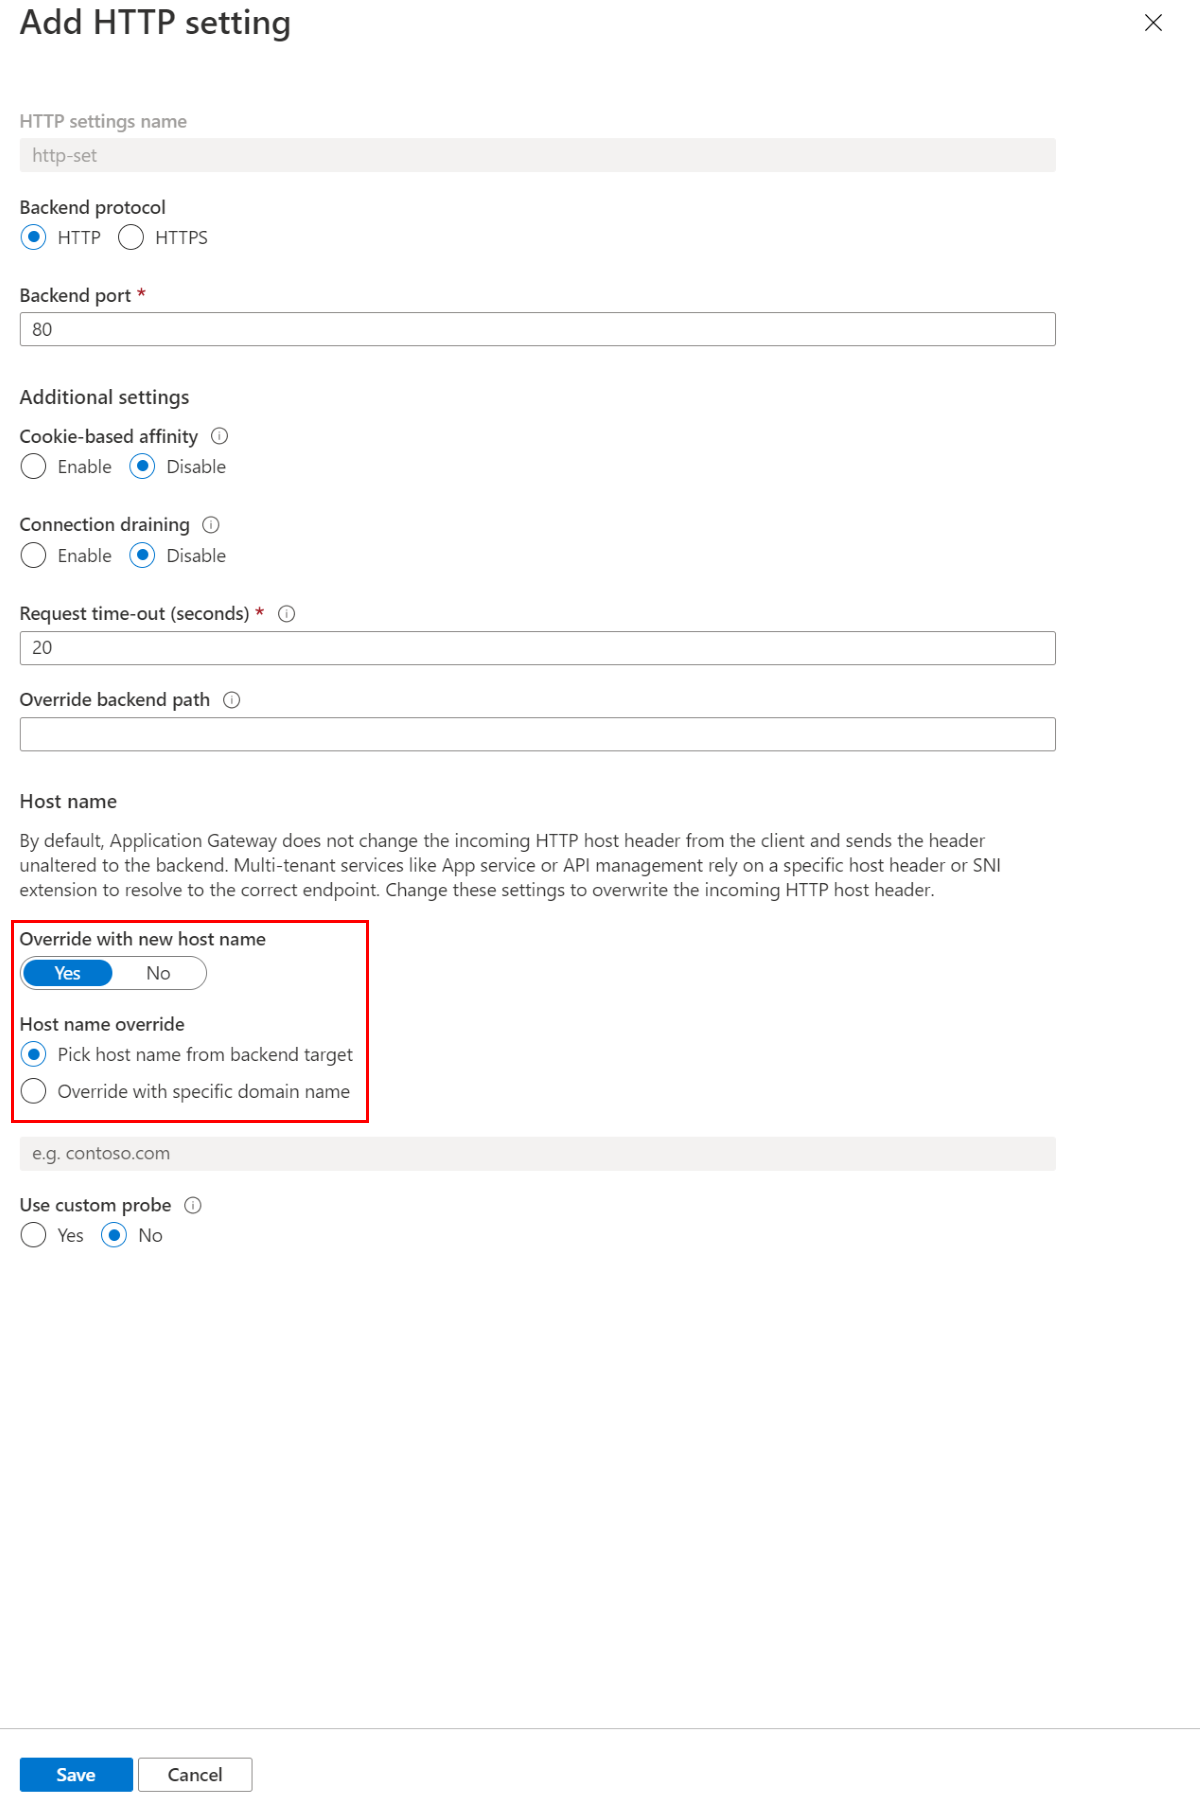 Add HTTP setting
HTTP settings name
http-set
Backend protocol
HTTP HTTPS
Backend port *
80
Additional settings
Cookie-based affinity
Enable Disable
Connection draining
Enable Disable
Request time-out (seconds) *
20
Override backend path
Host name
By default, Application Gateway does not change the incoming HTTP host header from the client and sends the header
unaltered to the backend. Multi-tenant services like App service or API management rely on a specific host header or SNI
extension to resolve to the correct endpoint. Change these settings to overwrite the incoming HTTP host header.
Override with new host name
Yes No
Host name override
Pick host name from backend target
Override with specific domain name
e.g. contoso.com
Use custom probe
Yes No
Save Cancel